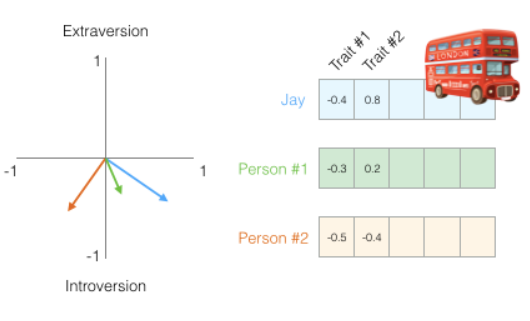 Extraversion
1
-1
1
-1
Introversion
Trait #1
Trait #2
Jay
-0.4 0.8
Person #1
-0.3 0.2
Person #2
-0.5 -0.4
LONDON